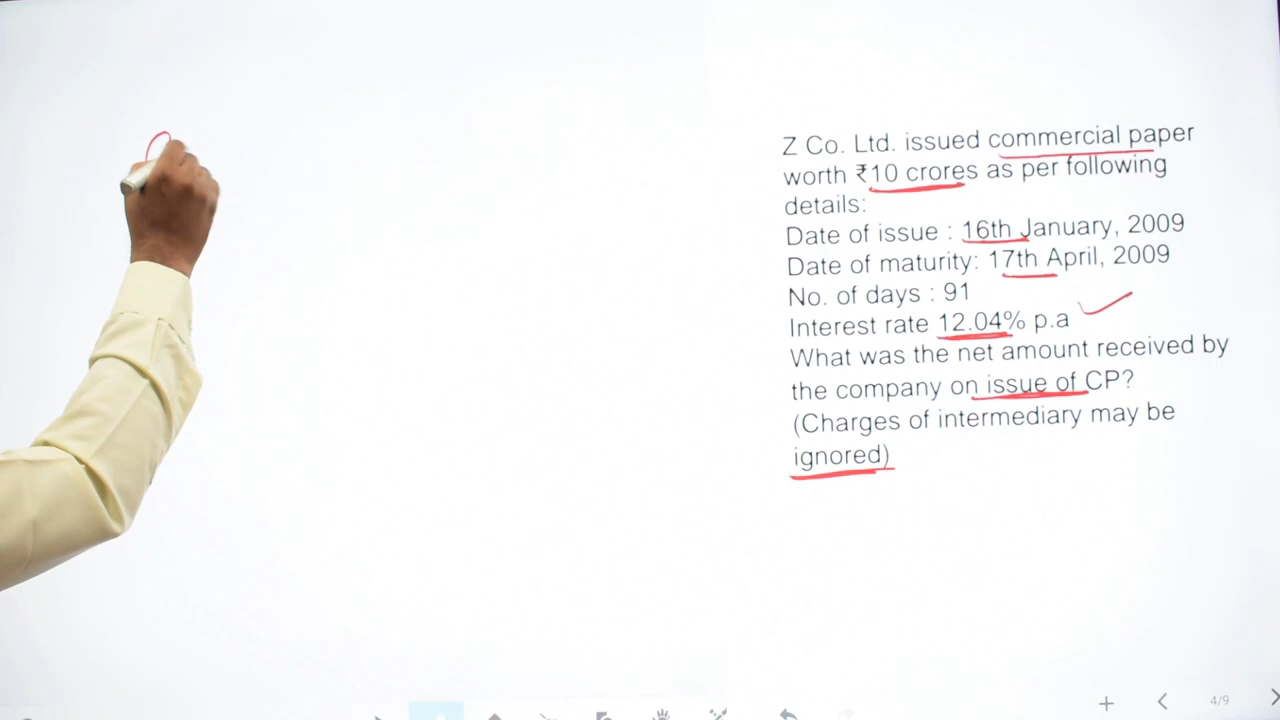 Z Co. Ltd. issued commercial paper
worth ₹10 crores as per following
details:
Date of issue : 16th January, 2009
Date of maturity: 17th April, 2009
No. of days : 91
Interest rate 12.04% p.a
What was the net amount received by
the company on issue of CP?
(Charges of intermediary may be
ignored)
4/9